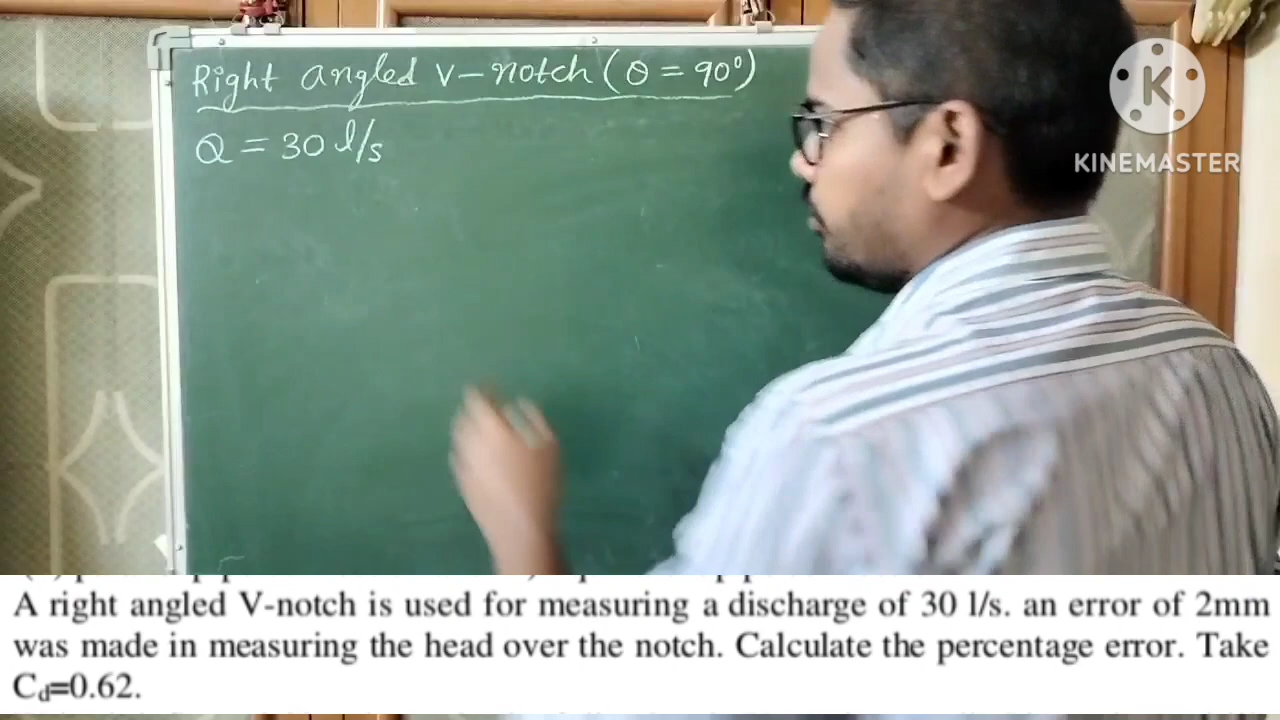 Right angled V-notch (θ = 90⁰)
Q = 30 l/s
K
KINEMASTER
A right angled V-notch is used for measuring a discharge of 30 l/s. an error of 2mm
was made in measuring the head over the notch. Calculate the percentage error. Take
Cd=0.62.